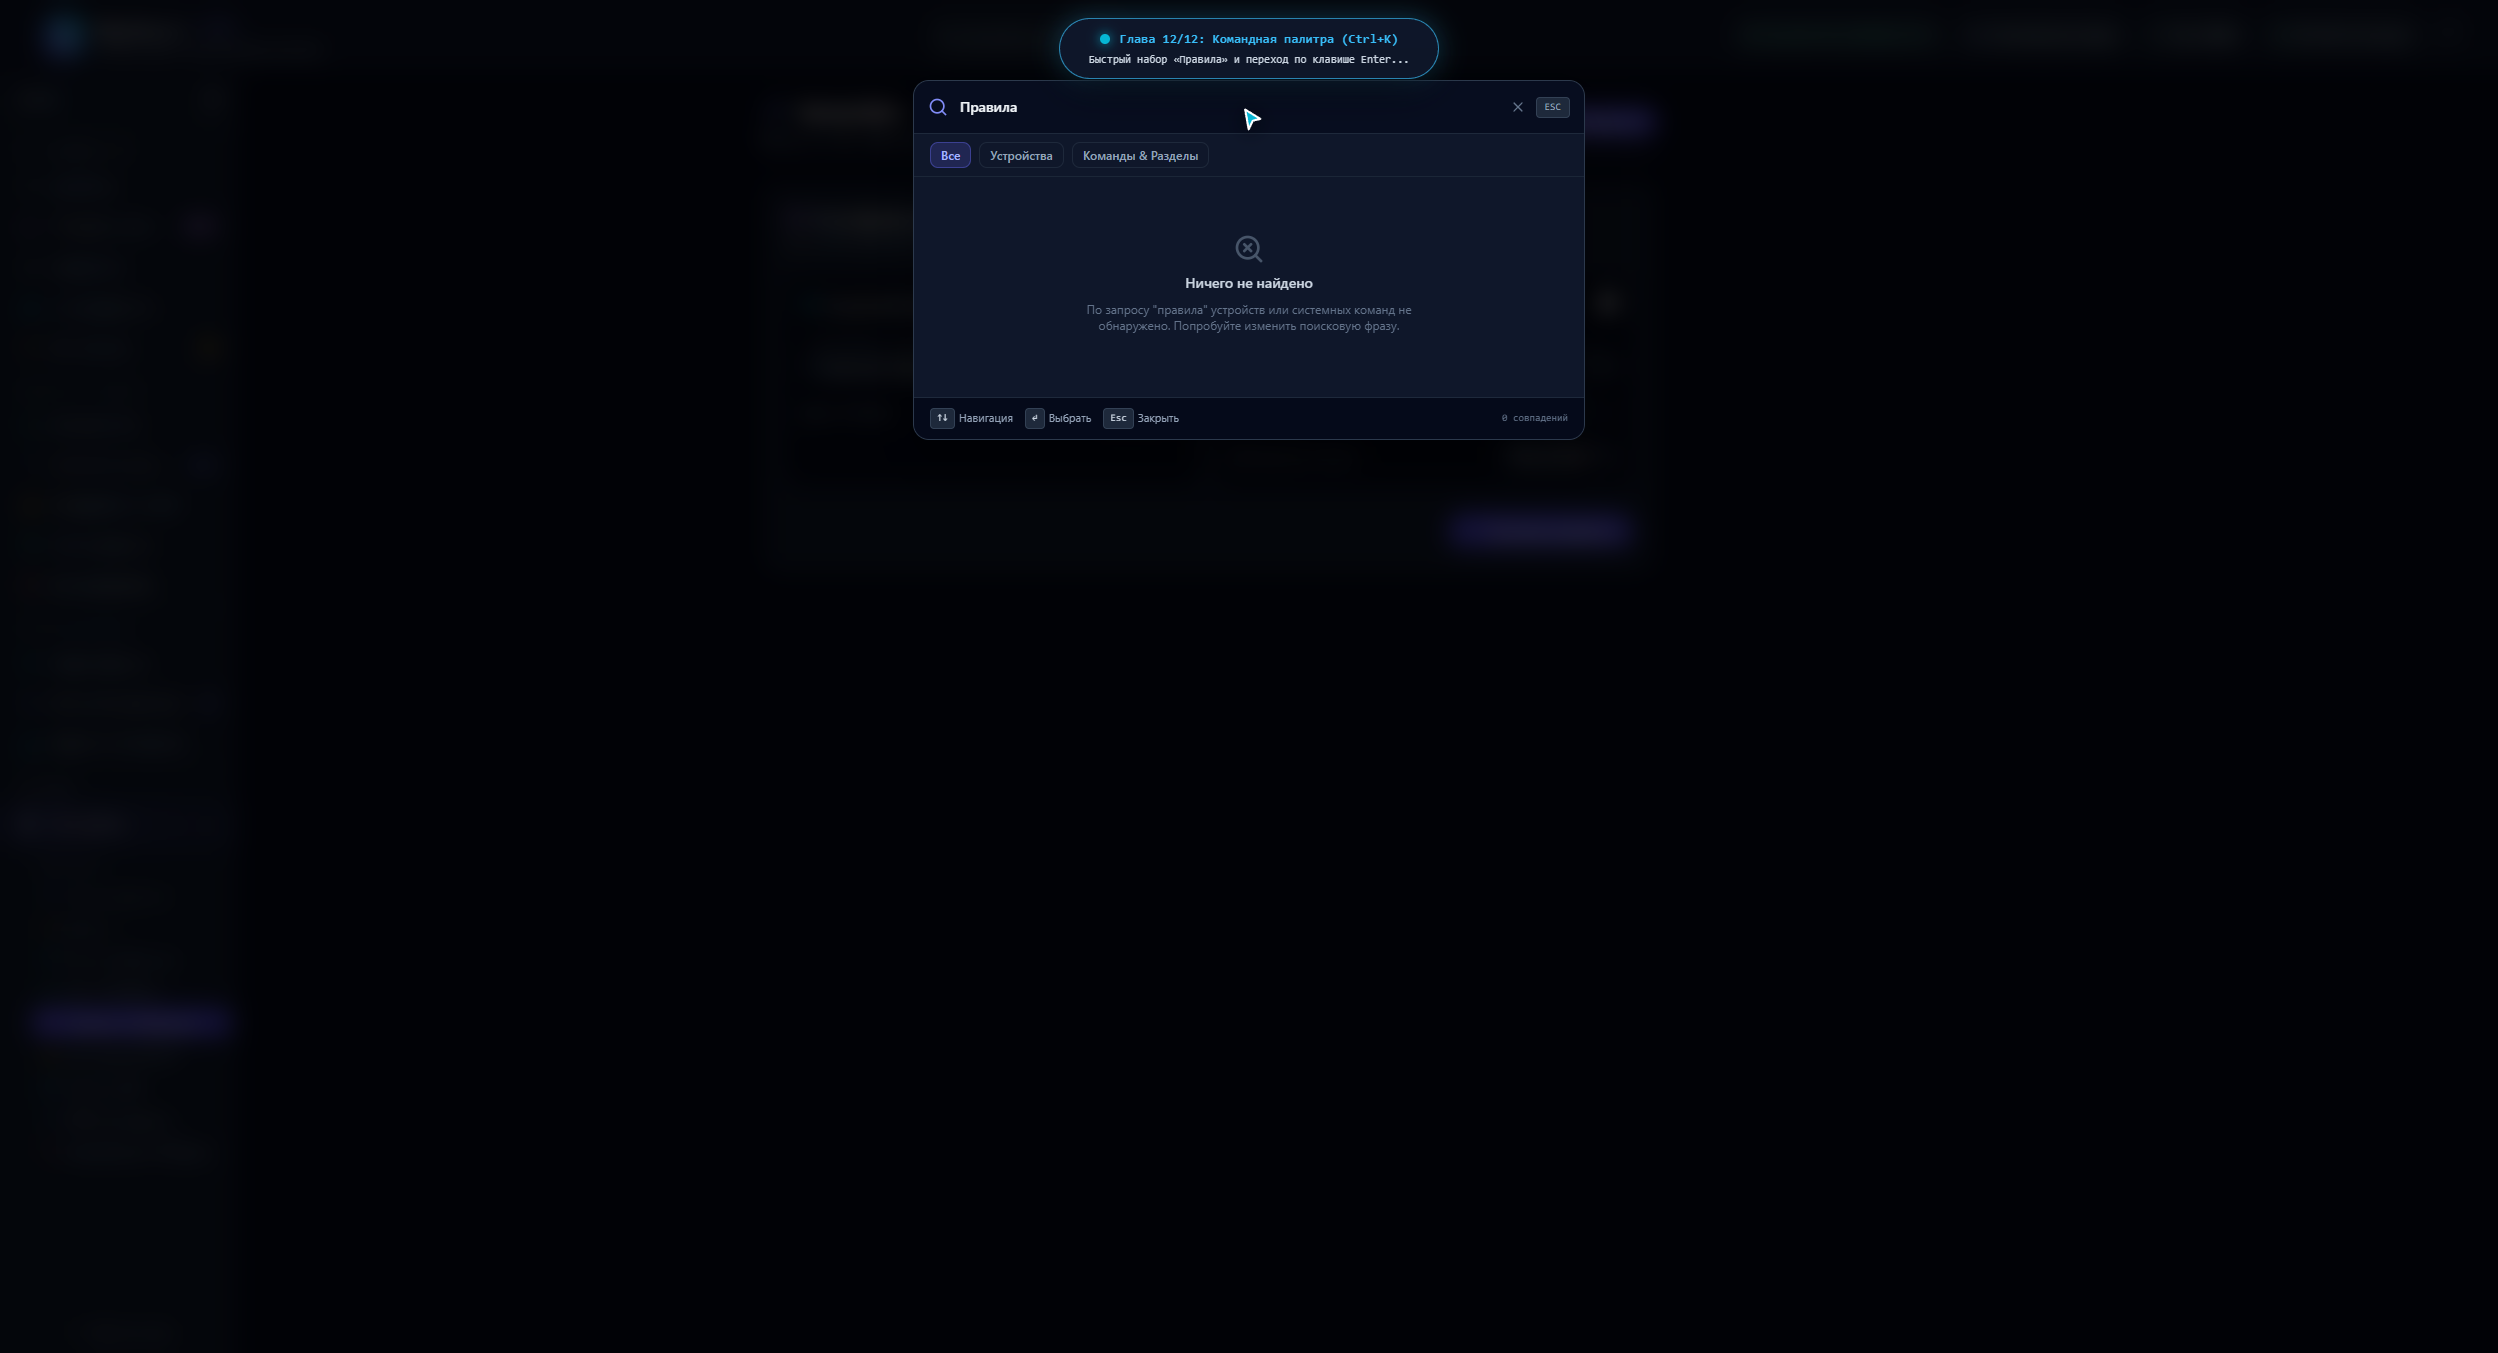 Глава 12/12: Командная палитра (Ctrl+K)
Быстрый набор «Правила» и переход по клавише Enter...
Правила
ESC
Все
Устройства
Команды & Разделы
Ничего не найдено
По запросу "правила" устройств или системных команд не
обнаружено. Попробуйте изменить поисковую фразу.
↑↓ Навигация ↵ Выбрать Esc Закрыть
0 совпадений